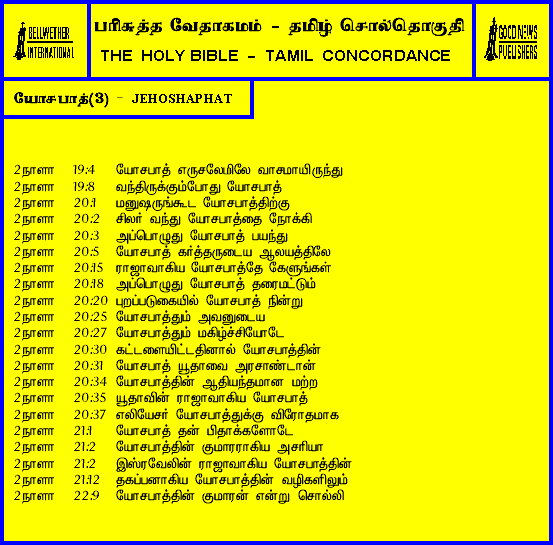 BELLWETHER
INTERNATIONAL
பரிசுத்த வேதாகமம் - தமிழ் சொல்தொகுதி
THE HOLY BIBLE - TAMIL CONCORDANCE
GOOD NEWS
PUBLISHERS
யோசபாத்(3) - JEHOSHAPHAT
2நாளா 19:4 யோசபாத் எருசலேமிலே வாசமாயிருந்து
2நாளா 19:8 வந்திருக்கும்போது யோசபாத்
2நாளா 20:1 மனுஷருங்கூட யோசபாத்திற்கு
2நாளா 20:2 சிலர் வந்து யோசபாத்தை நோக்கி
2நாளா 20:3 அப்பொழுது யோசபாத் பயந்து
2நாளா 20:5 யோசபாத் கர்த்தருடைய ஆலயத்திலே
2நாளா 20:15 ராஜாவாகிய யோசபாத்தே கேளுங்கள்
2நாளா 20:18 அப்பொழுது யோசபாத் தரைமட்டும்
2நாளா 20:20 புறப்படுகையில் யோசபாத் நின்று
2நாளா 20:25 யோசபாத்தும் அவனுடைய
2நாளா 20:27 யோசபாத்தும் மகிழ்ச்சியோடே
2நாளா 20:30 கட்டளையிட்டதினால் யோசபாத்தின்
2நாளா 20:31 யோசபாத் யூதாவை அரசாண்டான்
2நாளா 20:34 யோசபாத்தின் ஆதியந்தமான மற்ற
2நாளா 20:35 யூதாவின் ராஜாவாகிய யோசபாத்
2நாளா 20:37 எலியேசர் யோசபாத்துக்கு விரோதமாக
2நாளா 21:1 யோசபாத் தன் பிதாக்களோடே
2நாளா 21:2 யோசபாத்தின் குமாரராகிய அசரியா
2நாளா 21:2 இஸ்ரவேலின் ராஜாவாகிய யோசபாத்தின்
2நாளா 21:12 தகப்பனாகிய யோசபாத்தின் வழிகளிலும்
2நாளா 22:9 யோசபாத்தின் குமாரன் என்று சொல்லி